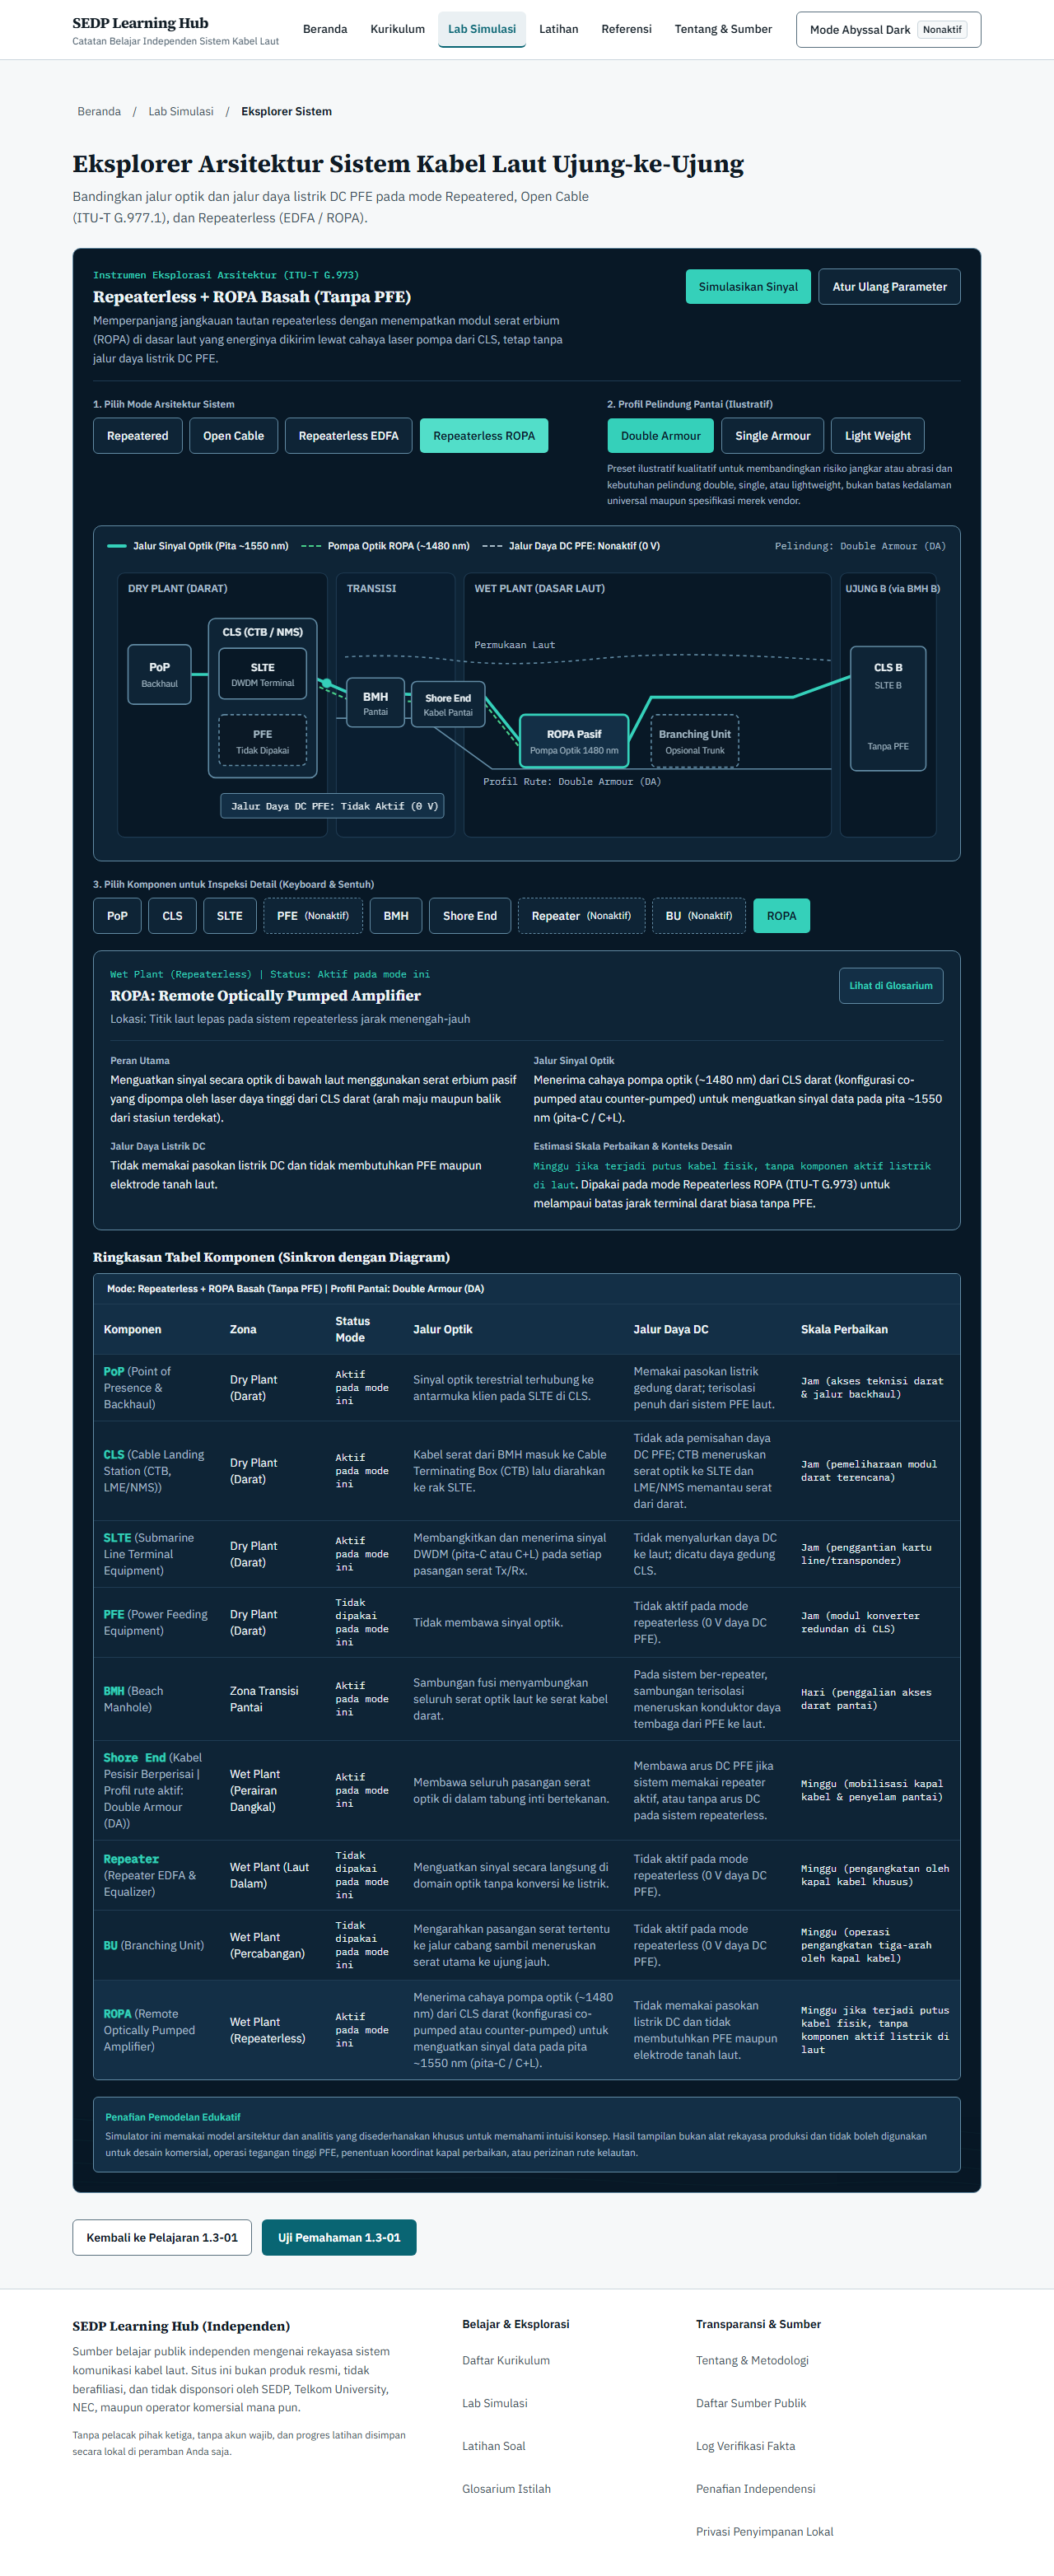 SEDP Learning Hub
Catatan Belajar Independen Sistem Kabel Laut
Beranda
Kurikulum
Lab Simulasi
Latihan
Referensi
Tentang & Sumber
Mode Abyssal Dark Nonaktif
Beranda / Lab Simulasi / Eksplorer Sistem
Eksplorer Arsitektur Sistem Kabel Laut Ujung-ke-Ujung
Bandingkan jalur optik dan jalur daya listrik DC PFE pada mode Repeatered, Open Cable
(ITU-T G.977.1), dan Repeaterless (EDFA / ROPA).
Instrumen Eksplorasi Arsitektur (ITU-T G.973)
Repeaterless + ROPA Basah (Tanpa PFE)
Memperpanjang jangkauan tautan repeaterless dengan menempatkan modul serat erbium
(ROPA) di dasar laut yang energinya dikirim lewat cahaya laser pompa dari CLS, tetap tanpa
jalur daya listrik DC PFE.
Simulasikan Sinyal
Atur Ulang Parameter
1. Pilih Mode Arsitektur Sistem
Repeatered
Open Cable
Repeaterless EDFA
Repeaterless ROPA
2. Profil Pelindung Pantai (Ilustratif)
Double Armour
Single Armour
Light Weight
Preset ilustratif kualitatif untuk membandingkan risiko jangkar atau abrasi dan
kebutuhan pelindung double, single, atau lightweight, bukan batas kedalaman
universal maupun spesifikasi merek vendor.
Jalur Sinyal Optik (Pita ~1550 nm)
Pompa Optik ROPA (~1480 nm)
Jalur Daya DC PFE: Nonaktif (0 V)
Pelindung: Double Armour (DA)
DRY PLANT (DARAT)
TRANSISI
WET PLANT (DASAR LAUT)
UJUNG B (via BMH B)
PoP
Backhaul
CLS (CTB / NMS)
SLTE
DWDM Terminal
PFE
Tidak Dipakai
BMH
Pantai
Shore End
Kabel Pantai
Permukaan Laut
ROPA Pasif
Pompa Optik 1480 nm
Branching Unit
Opsional Trunk
CLS B
SLTE B
Tanpa PFE
Profil Rute: Double Armour (DA)
Jalur Daya DC PFE: Tidak Aktif (0 V)
3. Pilih Komponen untuk Inspeksi Detail (Keyboard & Sentuh)
PoP
CLS
SLTE
PFE (Nonaktif)
BMH
Shore End
Repeater (Nonaktif)
BU (Nonaktif)
ROPA
Wet Plant (Repeaterless) | Status: Aktif pada mode ini
ROPA: Remote Optically Pumped Amplifier
Lokasi: Titik laut lepas pada sistem repeaterless jarak menengah-jauh
Lihat di Glosarium
Peran Utama
Menguatkan sinyal secara optik di bawah laut menggunakan serat erbium pasif
yang dipompa oleh laser daya tinggi dari CLS darat (arah maju maupun balik
dari stasiun terdekat).
Jalur Sinyal Optik
Menerima cahaya pompa optik (~1480 nm) dari CLS darat (konfigurasi co-
pumped atau counter-pumped) untuk menguatkan sinyal data pada pita ~1550
nm (pita-C / C+L).
Jalur Daya Listrik DC
Tidak memakai pasokan listrik DC dan tidak membutuhkan PFE maupun
elektrode tanah laut.
Estimasi Skala Perbaikan & Konteks Desain
Minggu jika terjadi putus kabel fisik, tanpa komponen aktif listrik
di laut. Dipakai pada mode Repeaterless ROPA (ITU-T G.973) untuk
melampaui batas jarak terminal darat biasa tanpa PFE.
Ringkasan Tabel Komponen (Sinkron dengan Diagram)
Mode: Repeaterless + ROPA Basah (Tanpa PFE) | Profil Pantai: Double Armour (DA)
Komponen
Zona
Status
Mode
Jalur Optik
Jalur Daya DC
Skala Perbaikan
PoP (Point of
Presence &
Backhaul)
Dry Plant
(Darat)
Aktif
pada mode
ini
Sinyal optik terestrial terhubung ke
antarmuka klien pada SLTE di CLS.
Memakai pasokan listrik
gedung darat; terisolasi
penuh dari sistem PFE laut.
Jam (akses teknisi darat
& jalur backhaul)
CLS (Cable Landing
Station (CTB,
LME/NMS))
Dry Plant
(Darat)
Aktif
pada mode
ini
Kabel serat dari BMH masuk ke Cable
Terminating Box (CTB) lalu diarahkan
ke rak SLTE.
Tidak ada pemisahan daya
DC PFE; CTB meneruskan
serat optik ke SLTE dan
LME/NMS memantau serat
dari darat.
Jam (pemeliharaan modul
darat terencana)
SLTE (Submarine
Line Terminal
Equipment)
Dry Plant
(Darat)
Aktif
pada mode
ini
Membangkitkan dan menerima sinyal
DWDM (pita-C atau C+L) pada setiap
pasangan serat Tx/Rx.
Tidak menyalurkan daya DC
ke laut; dicatu daya gedung
CLS.
Jam (penggantian kartu
line/transponder)
PFE (Power Feeding
Equipment)
Dry Plant
(Darat)
Tidak
dipakai
pada mode
ini
Tidak membawa sinyal optik.
Tidak aktif pada mode
repeaterless (0 V daya DC
PFE).
Jam (modul konverter
redundan di CLS)
BMH (Beach
Manhole)
Zona Transisi
Pantai
Aktif
pada mode
ini
Sambungan fusi menyambungkan
seluruh serat optik laut ke serat kabel
darat.
Pada sistem ber-repeater,
sambungan terisolasi
meneruskan konduktor daya
tembaga dari PFE ke laut.
Hari (penggalian akses
darat pantai)
Shore End (Kabel
Pesisir Berperisai |
Profil rute aktif:
Double Armour
(DA))
Wet Plant
(Perairan
Dangkal)
Aktif
pada mode
ini
Membawa seluruh pasangan serat
optik di dalam tabung inti bertekanan.
Membawa arus DC PFE jika
sistem memakai repeater
aktif, atau tanpa arus DC
pada sistem repeaterless.
Minggu (mobilisasi kapal
kabel & penyelam pantai)
Repeater
(Repeater EDFA &
Equalizer)
Wet Plant (Laut
Dalam)
Tidak
dipakai
pada mode
ini
Menguatkan sinyal secara langsung di
domain optik tanpa konversi ke listrik.
Tidak aktif pada mode
repeaterless (0 V daya DC
PFE).
Minggu (pengangkatan oleh
kapal kabel khusus)
BU (Branching Unit)
Wet Plant
(Percabangan)
Tidak
dipakai
pada mode
ini
Mengarahkan pasangan serat tertentu
ke jalur cabang sambil meneruskan
serat utama ke ujung jauh.
Tidak aktif pada mode
repeaterless (0 V daya DC
PFE).
Minggu (operasi
pengangkatan tiga-arah
oleh kapal kabel)
ROPA (Remote
Optically Pumped
Amplifier)
Wet Plant
(Repeaterless)
Aktif
pada mode
ini
Menerima cahaya pompa optik (~1480
nm) dari CLS darat (konfigurasi co-
pumped atau counter-pumped) untuk
menguatkan sinyal data pada pita
~1550 nm (pita-C / C+L).
Tidak memakai pasokan
listrik DC dan tidak
membutuhkan PFE maupun
elektrode tanah laut.
Minggu jika terjadi putus
kabel fisik, tanpa
komponen aktif listrik di
laut
Penafian Pemodelan Edukatif
Simulator ini memakai model arsitektur dan analitis yang disederhanakan khusus untuk memahami intuisi konsep. Hasil tampilan bukan alat rekayasa produksi dan tidak boleh digunakan
untuk desain komersial, operasi tegangan tinggi PFE, penentuan koordinat kapal perbaikan, atau perizinan rute kelautan.
Kembali ke Pelajaran 1.3-01
Uji Pemahaman 1.3-01
SEDP Learning Hub (Independen)
Sumber belajar publik independen mengenai rekayasa sistem
komunikasi kabel laut. Situs ini bukan produk resmi, tidak
berafiliasi, dan tidak disponsori oleh SEDP, Telkom University,
NEC, maupun operator komersial mana pun.
Tanpa pelacak pihak ketiga, tanpa akun wajib, dan progres latihan disimpan
secara lokal di peramban Anda saja.
Belajar & Eksplorasi
Daftar Kurikulum
Lab Simulasi
Latihan Soal
Glosarium Istilah
Transparansi & Sumber
Tentang & Metodologi
Daftar Sumber Publik
Log Verifikasi Fakta
Penafian Independensi
Privasi Penyimpanan Lokal